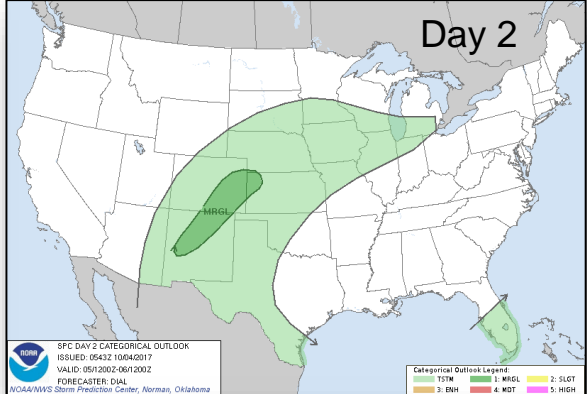 Day 2
MRGL
NOAA
SPC DAY 2 CATEGORICAL OUTLOOK
ISSUED: 0543Z 10/04/2017
VALID: 05/1200Z-06/1200Z
FORECASTER: DIAL
NOAA/NWS Storm Prediction Center, Norman, Oklahoma
Categorical Outlook Legend:
TSTM 1: MRGL 2: SLGT
3: ENH 4: MDT 5: HIGH